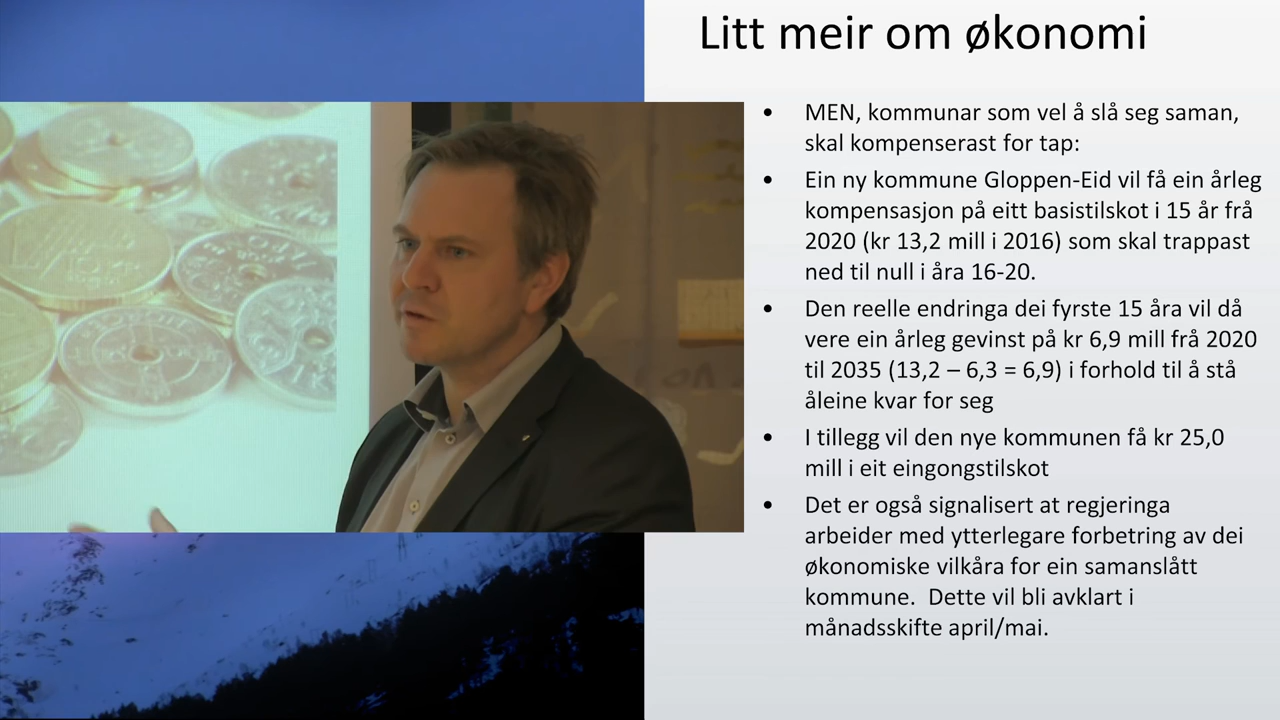 Litt meir om økonomi
• MEN, kommunar som vel å slå seg saman,
skal kompenserast for tap:
• Ein ny kommune Gloppen-Eid vil få ein årleg
kompensasjon på eitt basistilskot i 15 år frå
2020 (kr 13,2 mill i 2016) som skal trappast
ned til null i åra 16-20.
• Den reelle endringa dei fyrste 15 åra vil då
vere ein årleg gevinst på kr 6,9 mill frå 2020
til 2035 (13,2 – 6,3 = 6,9) i forhold til å stå
åleine kvar for seg
• I tillegg vil den nye kommunen få kr 25,0
mill i eit eingongstilskot
• Det er også signalisert at regjeringa
arbeider med ytterlegare forbetring av dei
økonomiske vilkåra for ein samanslått
kommune.  Dette vil bli avklart i
månadsskifte april/mai.